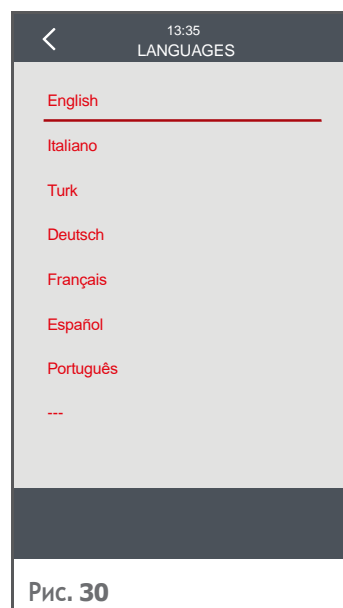 13:35
LANGUAGES
English
Italiano
Turk
Deutsch
Français
Español
Português
---
Рис. 30